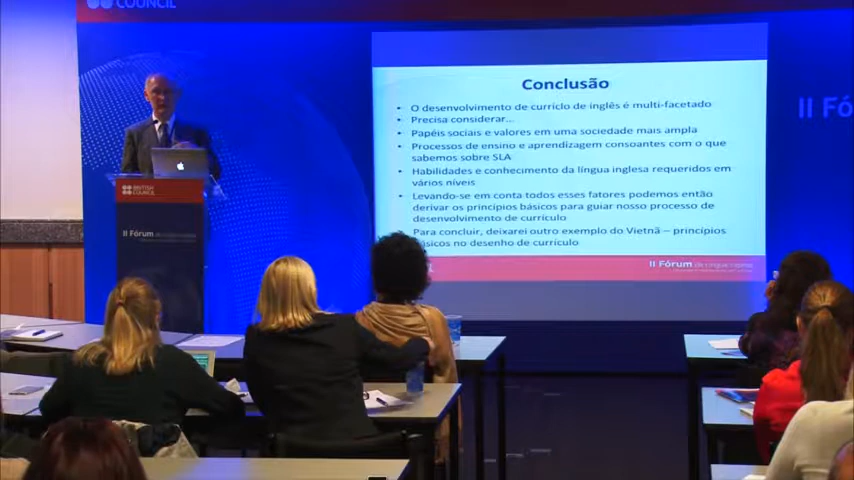 COUNCIL
Conclusão
• O desenvolvimento de currículo de inglês é multi-facetado
• Precisa considerar...
• Papéis sociais e valores em uma sociedade mais ampla
• Processos de ensino e aprendizagem consoantes com o que
sabemos sobre SLA
• Habilidades e conhecimento da língua inglesa requeridos em
vários níveis
• Levando-se em conta todos esses fatores podemos então
derivar os princípios básicos para guiar nosso processo de
desenvolvimento de currículo
Para concluir, deixarei outro exemplo do Vietnã – princípios
básicos no desenho de currículo
II Fórum
II Fó
BRITISH
COUNCIL
II Fórum